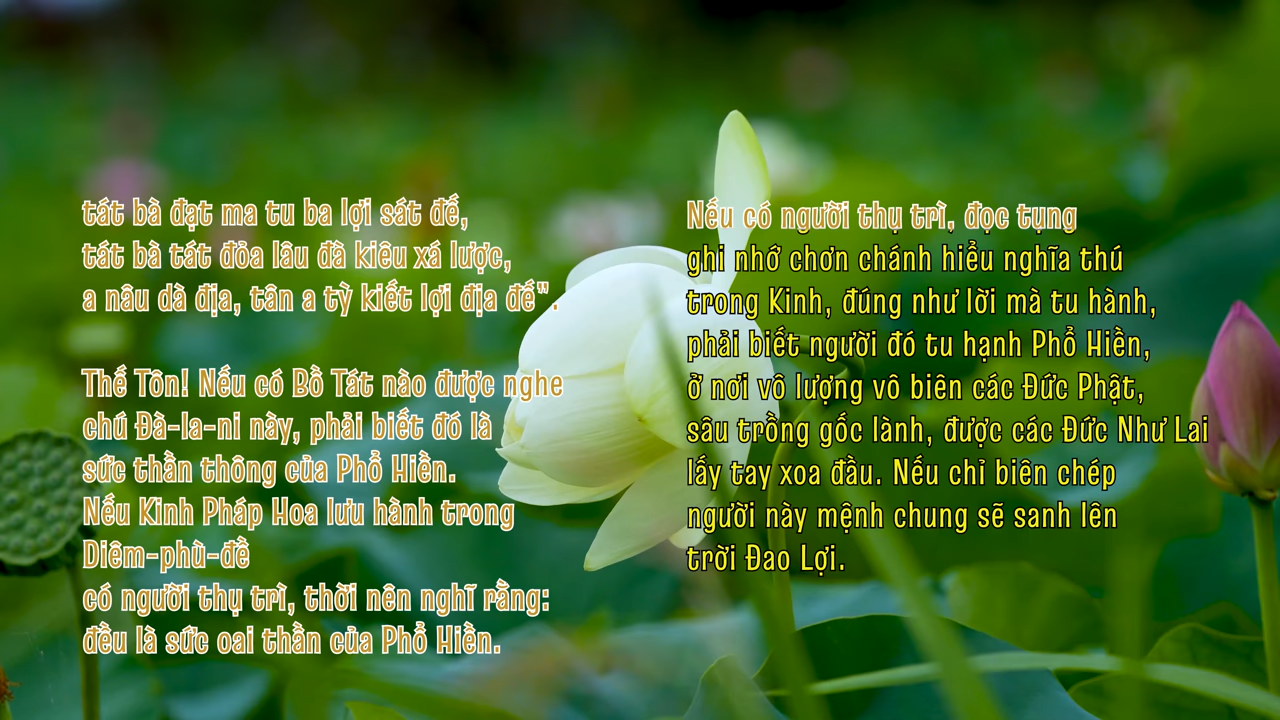 tát bà đạt ma tu ba lợi sát đế,
tát bà tát đỏa lâu đà kiêu xá lược,
a nâu dà địa, tân a tỳ kiết lợi địa đế".
Thế Tôn! Nếu có Bồ Tát nào được nghe
chú Đà-la-ni này, phải biết đó là
sức thần thông của Phổ Hiền.
Nếu Kinh Pháp Hoa lưu hành trong
Diêm-phù-đề
có người thụ trì, thời nên nghĩ rằng:
đều là sức oai thần của Phổ Hiền.
Nếu có người thụ trì, đọc tụng
ghi nhớ chơn chánh hiểu nghĩa thú
trong Kinh, đúng như lời mà tu hành,
phải biết người đó tu hạnh Phổ Hiền,
ở nơi vô lượng vô biên các Đức Phật,
sâu trồng gốc lành, được các Đức Như Lai
lấy tay xoa đầu. Nếu chỉ biên chép
người này mệnh chung sẽ sanh lên
trời Đao Lợi.